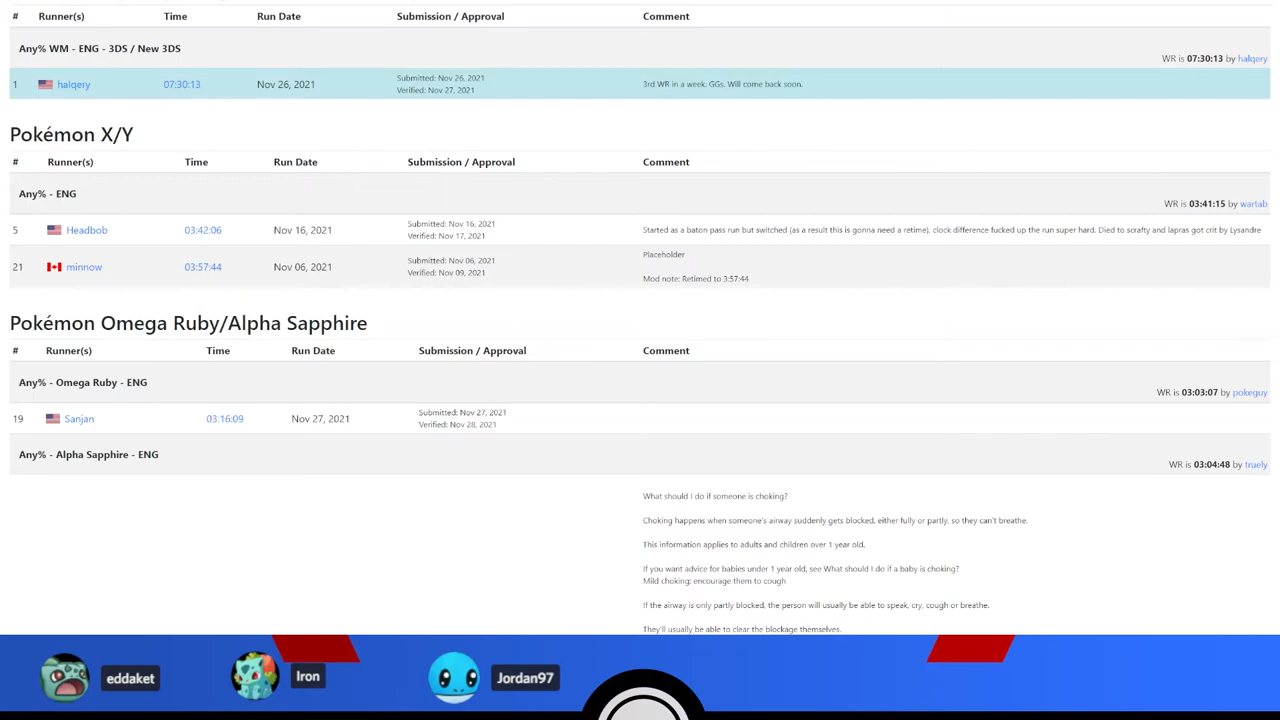 # Runner(s) Time Run Date Submission / Approval Comment
Any% WM - ENG - 3DS / New 3DS
WR is 07:30:13 by halqery
1 halqery 07:30:13 Nov 26, 2021 Submitted: Nov 26, 2021 3rd WR in a week. GGs. Will come back soon.
Verified: Nov 27, 2021
Pokémon X/Y
# Runner(s) Time Run Date Submission / Approval Comment
Any% - ENG
WR is 03:41:15 by wartab
5 Headbob 03:42:06 Nov 16, 2021 Submitted: Nov 16, 2021 Started as a baton pass run but switched (as a result this is gonna need a retime), clock difference fucked up the run super hard. Died to scrafty and lapras got crit by Lysandre
Verified: Nov 17, 2021
21 minnow 03:57:44 Nov 06, 2021 Submitted: Nov 06, 2021 Placeholder
Verified: Nov 09, 2021
Mod note: Retimed to 3:57:44
Pokémon Omega Ruby/Alpha Sapphire
# Runner(s) Time Run Date Submission / Approval Comment
Any% - Omega Ruby - ENG
WR is 03:03:07 by pokeguy
19 Sanjan 03:16:09 Nov 27, 2021 Submitted: Nov 27, 2021
Verified: Nov 28, 2021
Any% - Alpha Sapphire - ENG
WR is 03:04:48 by truely
What should I do if someone is choking?
Choking happens when someone's airway suddenly gets blocked, either fully or partly, so they can't breathe.
This information applies to adults and children over 1 year old.
If you want advice for babies under 1 year old, see What should I do if a baby is choking?
Mild choking: encourage them to cough
If the airway is only partly blocked, the person will usually be able to speak, cry, cough or breathe.
They'll usually be able to clear the blockage themselves.
eddaket Iron Jordan97